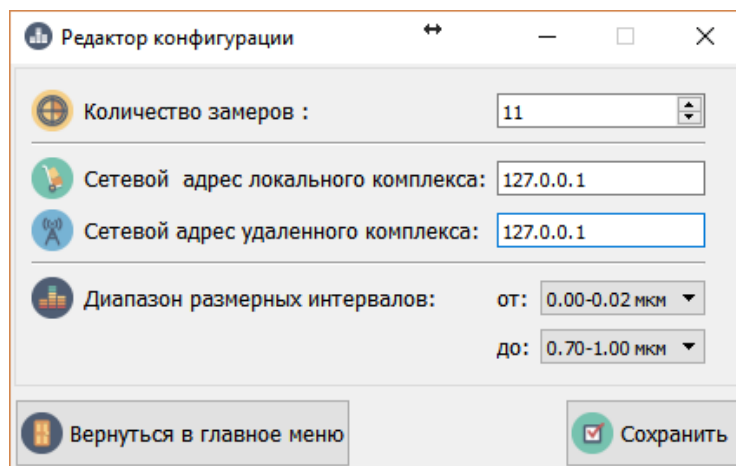 Редактор конфигурации
Количество замеров : 11
Сетевой адрес локального комплекса: 127.0.0.1
Сетевой адрес удаленного комплекса: 127.0.0.1
Диапазон размерных интервалов: от: 0.00-0.02 мкм
до: 0.70-1.00 мкм
Вернуться в главное меню Сохранить